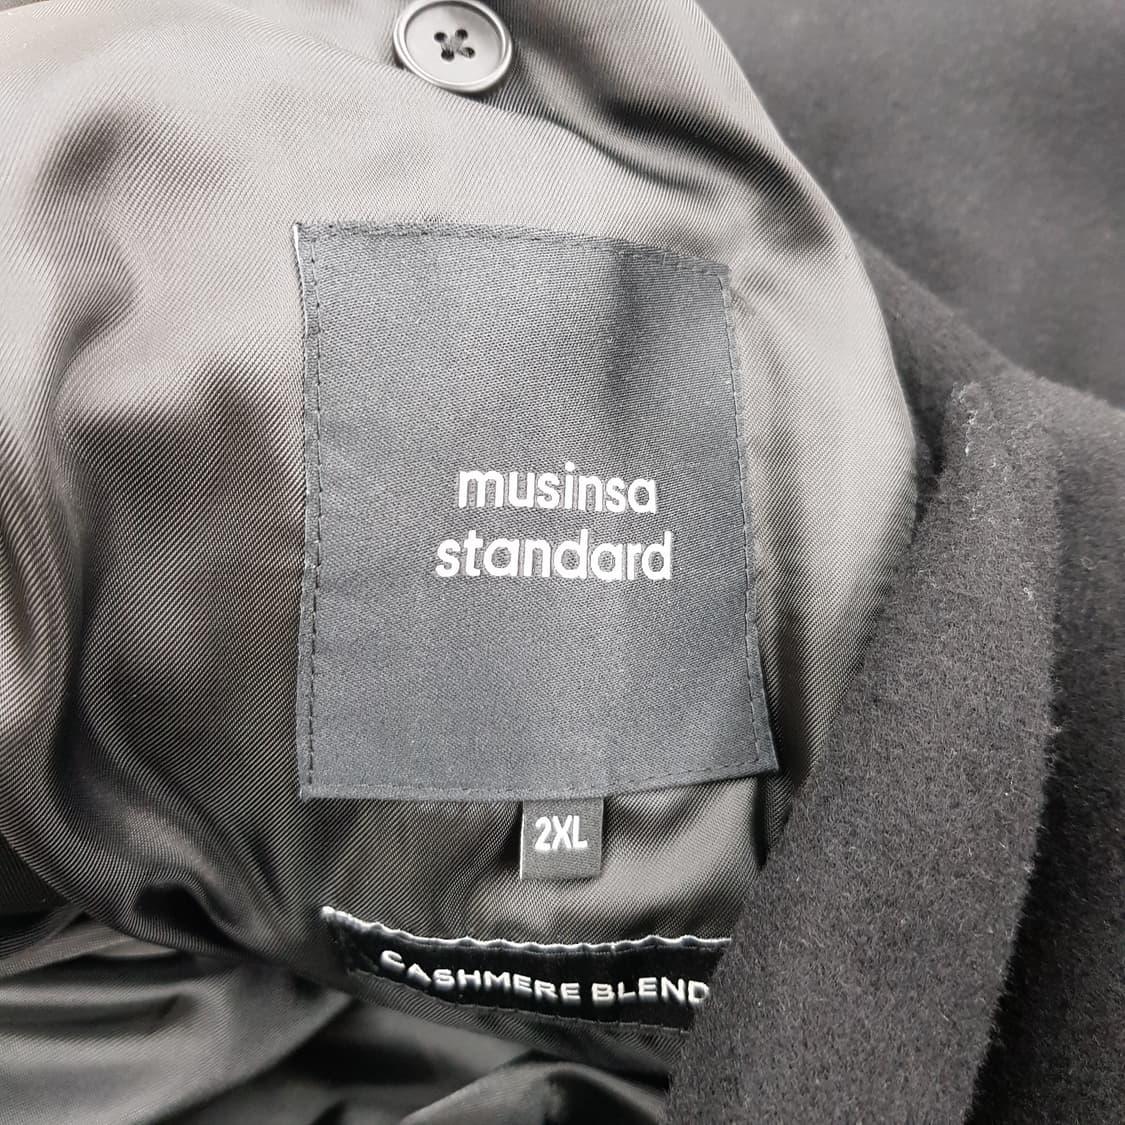 musinsa
standard
2XL
CASHMERE BLEND